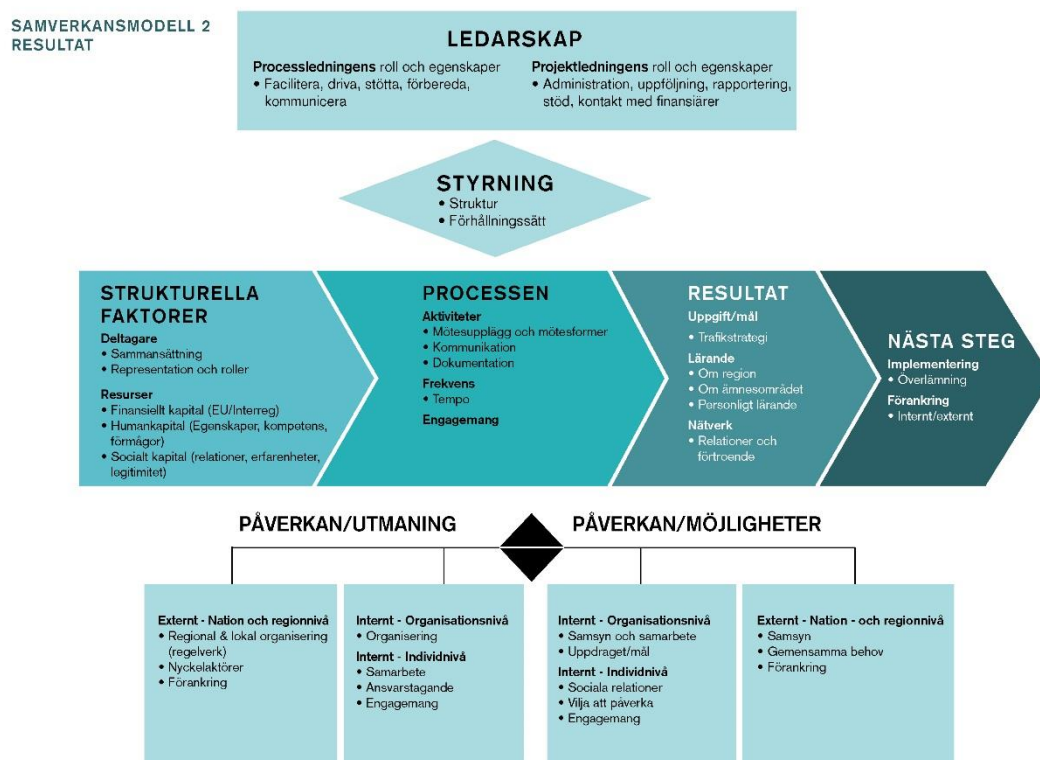 SAMVERKANSMODELL 2
RESULTAT
LEDARSKAP
Processledningens roll och egenskaper
• Facilitera, driva, stötta, förbereda,
kommunicera
Projektledningens roll och egenskaper
• Administration, uppföljning, rapportering,
stöd, kontakt med finansiärer
STYRNING
• Struktur
• Förhållningssätt
STRUKTURELLA
FAKTORER
Deltagare
• Sammansättning
• Representation och roller
Resurser
• Finansiellt kapital (EU/Interreg)
• Humankapital (Egenskaper, kompetens,
förmågor)
• Socialt kapital (relationer, erfarenheter,
legitimitet)
PROCESSEN
Aktiviteter
• Mötesupplägg och mötesformer
• Kommunikation
• Dokumentation
Frekvens
• Tempo
Engagemang
RESULTAT
Uppgift/mål
• Trafikstrategi
Lärande
• Om region
• Om ämnesområdet
• Personligt lärande
Nätverk
• Relationer och
förtroende
NÄSTA STEG
Implementering
• Överlämning
Förankring
• Internt/externt
PÅVERKAN/UTMANING
PÅVERKAN/MÖJLIGHETER
Externt - Nation och regionnivå
• Regional & lokal organisering
(regelverk)
• Nyckelaktörer
• Förankring
Internt - Organisationsnivå
• Organisering
Internt - Individnivå
• Samarbete
• Ansvarstagande
• Engagemang
Internt - Organisationsnivå
• Samsyn och samarbete
• Uppdraget/mål
Internt - Individnivå
• Sociala relationer
• Vilja att påverka
• Engagemang
Externt - Nation - och regionnivå
• Samsyn
• Gemensamma behov
• Förankring